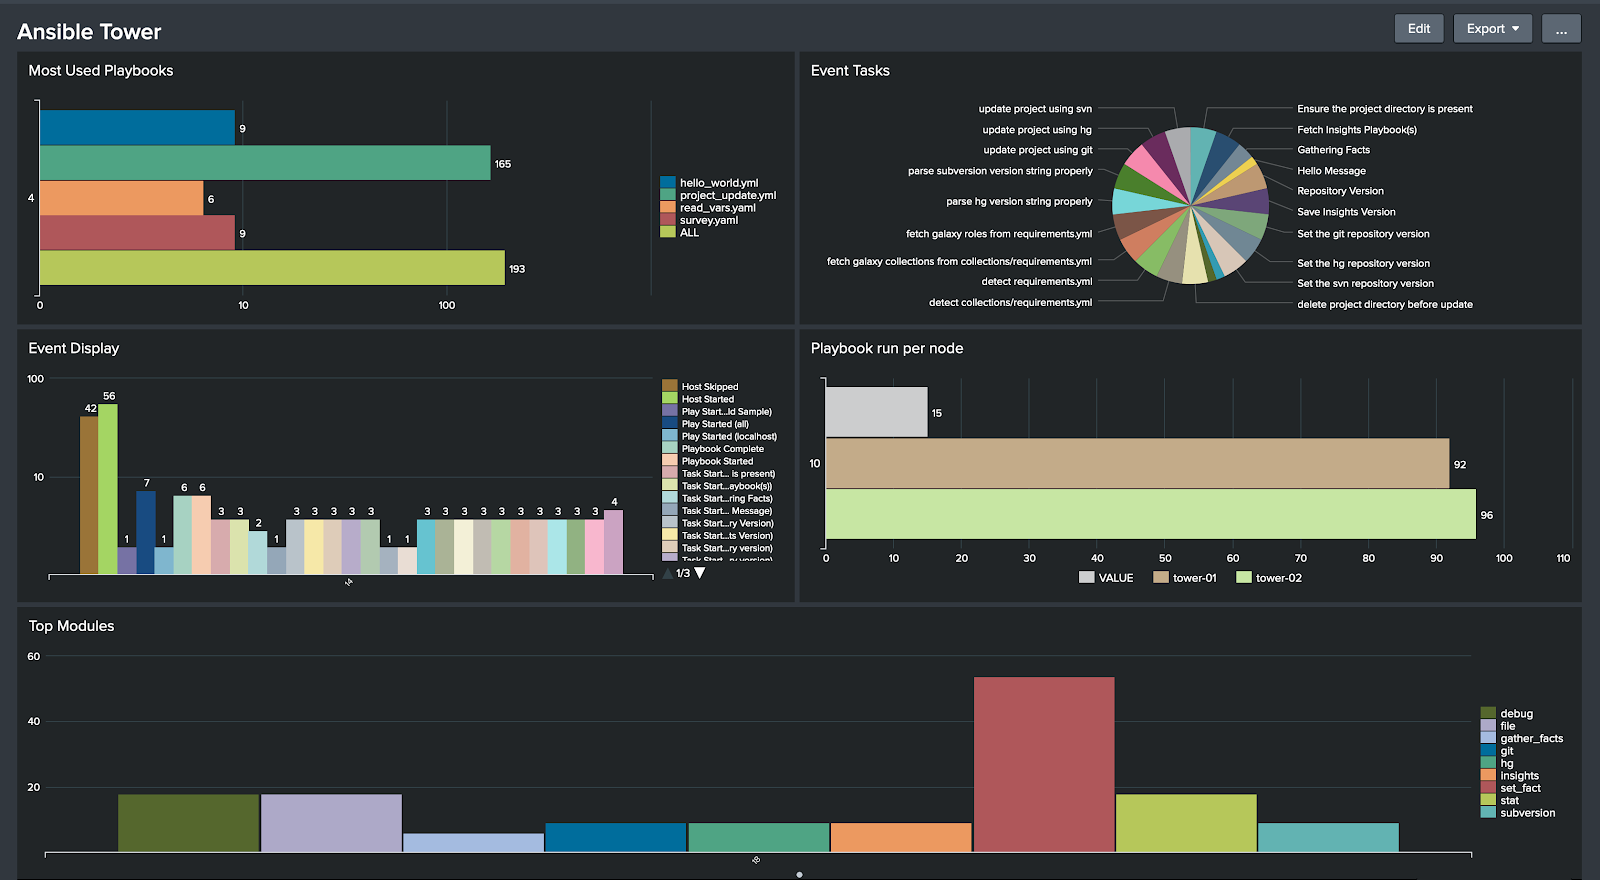 Ansible Tower
Edit
Export
...
Most Used Playbooks
9
165
4
6
9
193
0
10
100
hello_world.yml
project_update.yml
read_vars.yaml
survey.yaml
ALL
Event Tasks
update project using svn
update project using hg
update project using git
parse subversion version string properly
parse hg version string properly
fetch galaxy roles from requirements.yml
fetch galaxy collections from collections/requirements.yml
detect requirements.yml
detect collections/requirements.yml
Ensure the project directory is present
Fetch Insights Playbook(s)
Gathering Facts
Hello Message
Repository Version
Save Insights Version
Set the git repository version
Set the hg repository version
Set the svn repository version
delete project directory before update
Event Display
100
10
42 56 1 7 1 6 6 3 3 2 1 3 3 3 3 3 1 1 3 3 3 3 3 3 3 3 3 3 4
14
Host Skipped
Host Started
Play Start...ld Sample)
Play Started (all)
Play Started (localhost)
Playbook Complete
Playbook Started
Task Start... is present)
Task Start...aybook(s))
Task Start...ring Facts)
Task Start... Message)
Task Start...ry Version)
Task Start...ts Version)
Task Start...ry version)
Task Start...ry version)
1/3
Playbook run per node
15
10
92
96
0 10 20 30 40 50 60 70 80 90 100 110
VALUE tower-01 tower-02
Top Modules
60
40
20
debug
file
gather_facts
git
hg
insights
set_fact
stat
subversion